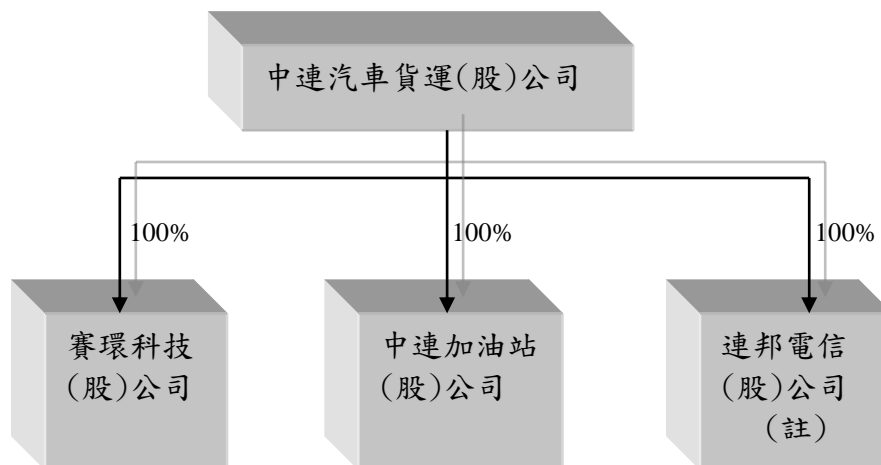 中連汽車貨運(股)公司
100%
100%
100%
賽環科技
(股)公司
中連加油站
(股)公司
連邦電信
(股)公司
(註)